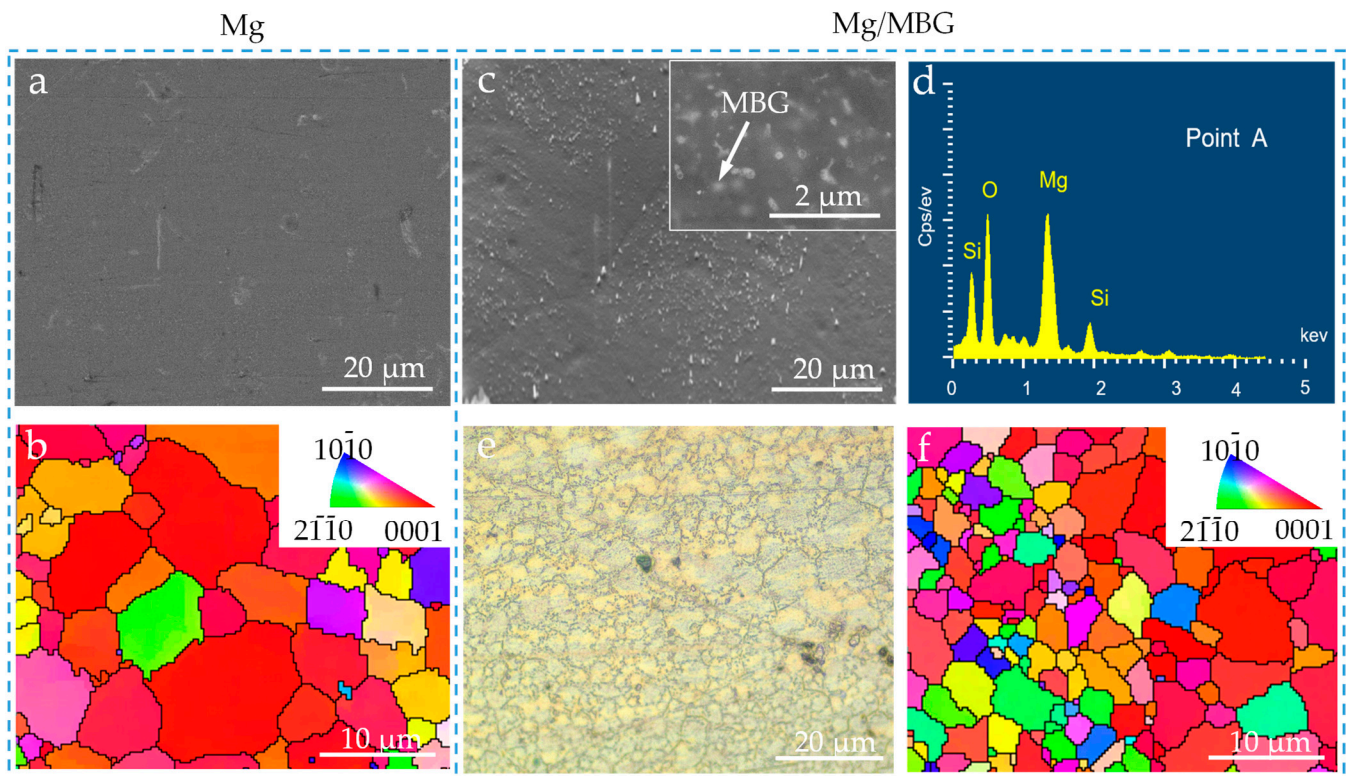 Mg
Mg/MBG
a
20 µm
c
MBG
2 µm
20 µm
d
Point A
Cps/ev
Si
O
Mg
Si
kev
0 1 2 3 4 5
b
101̅0
21̅1̅0 0001
10 µm
e
20 µm
f
101̅0
21̅1̅0 0001
10 µm